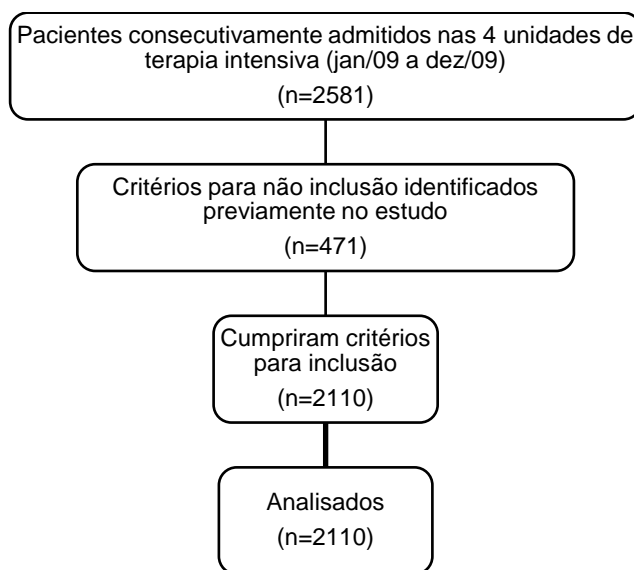 Pacientes consecutivamente admitidos nas 4 unidades de
terapia intensiva (jan/09 a dez/09)
(n=2581)
Critérios para não inclusão identificados
previamente no estudo
(n=471)
Cumpriram critérios
para inclusão
(n=2110)
Analisados
(n=2110)